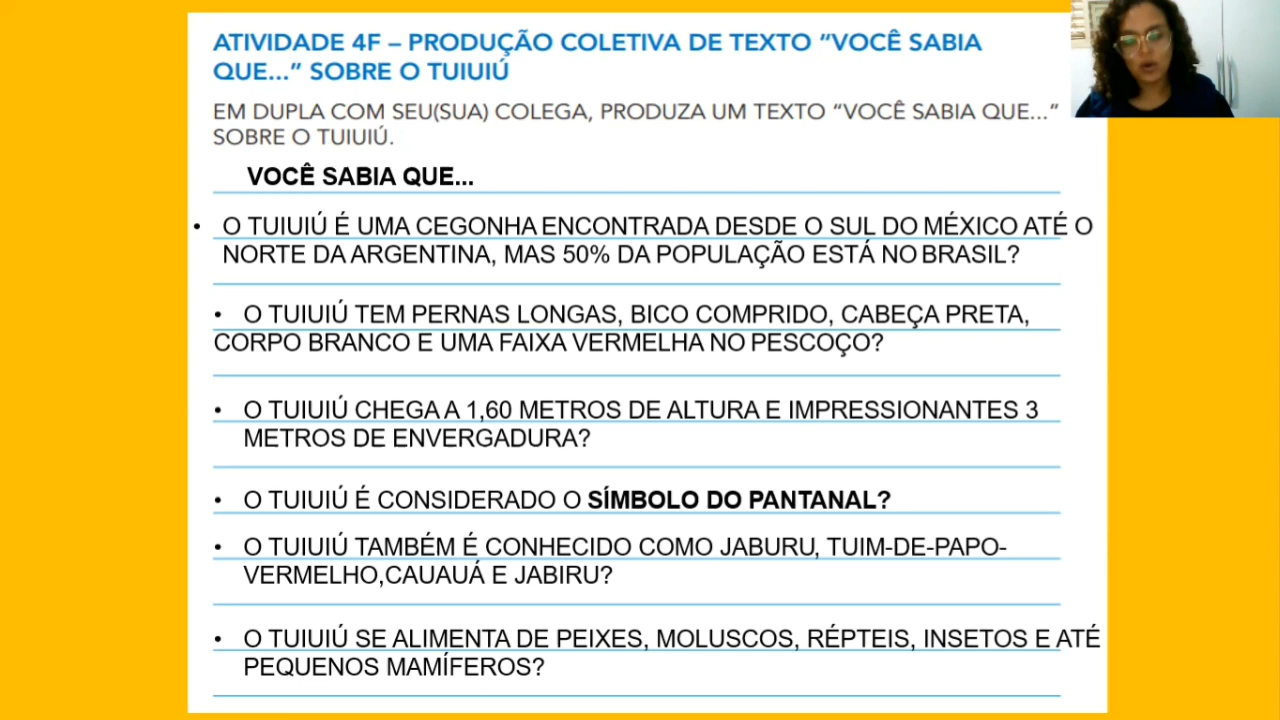 ATIVIDADE 4F – PRODUÇÃO COLETIVA DE TEXTO “VOCÊ SABIA
QUE...” SOBRE O TUIUIÚ
EM DUPLA COM SEU(SUA) COLEGA, PRODUZA UM TEXTO “VOCÊ SABIA QUE...“
SOBRE O TUIUIÚ.
VOCÊ SABIA QUE...
• O TUIUIÚ É UMA CEGONHA ENCONTRADA DESDE O SUL DO MÉXICO ATÉ O
NORTE DA ARGENTINA, MAS 50% DA POPULAÇÃO ESTÁ NO BRASIL?
• O TUIUIÚ TEM PERNAS LONGAS, BICO COMPRIDO, CABEÇA PRETA,
CORPO BRANCO E UMA FAIXA VERMELHA NO PESCOÇO?
• O TUIUIÚ CHEGA A 1,60 METROS DE ALTURA E IMPRESSIONANTES 3
METROS DE ENVERGADURA?
• O TUIUIÚ É CONSIDERADO O SÍMBOLO DO PANTANAL?
• O TUIUIÚ TAMBÉM É CONHECIDO COMO JABURU, TUIM-DE-PAPO-
VERMELHO,CAUAUÁ E JABIRU?
• O TUIUIÚ SE ALIMENTA DE PEIXES, MOLUSCOS, RÉPTEIS, INSETOS E ATÉ
PEQUENOS MAMÍFEROS?